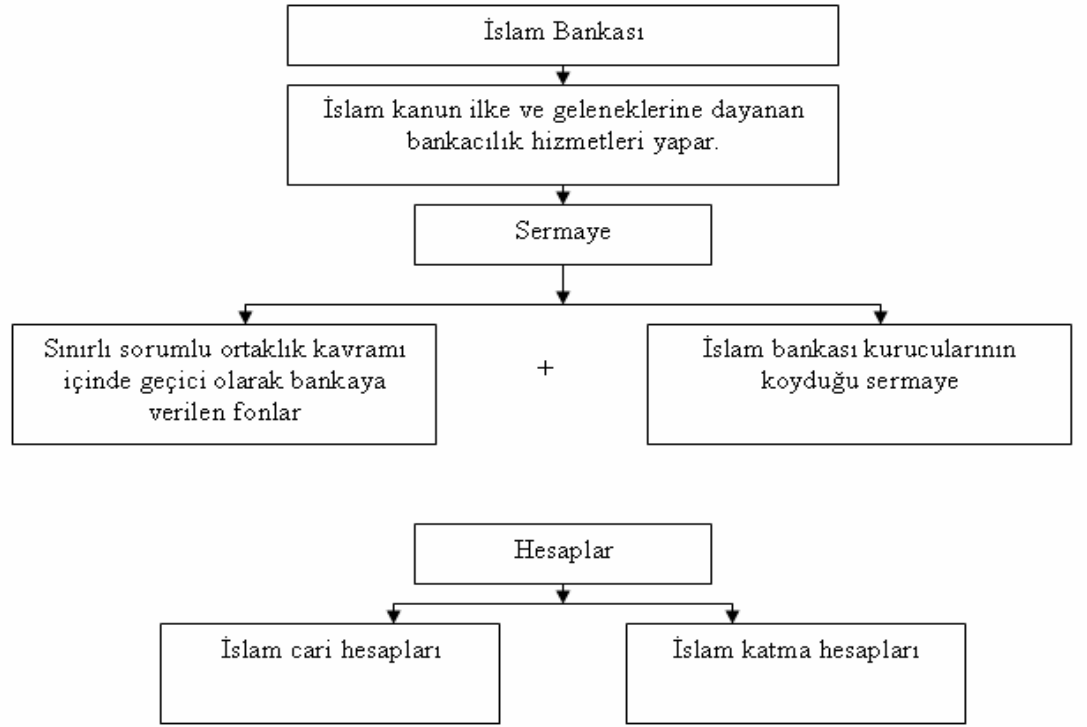 İslam Bankası
İslam kanun ilke ve geleneklerine dayanan
bankacılık hizmetleri yapar.
Sermaye
Sınırlı sorumlu ortaklık kavramı
içinde geçici olarak bankaya
verilen fonlar
+
İslam bankası kurucularının
koyduğu sermaye
Hesaplar
İslam cari hesapları
İslam katma hesapları